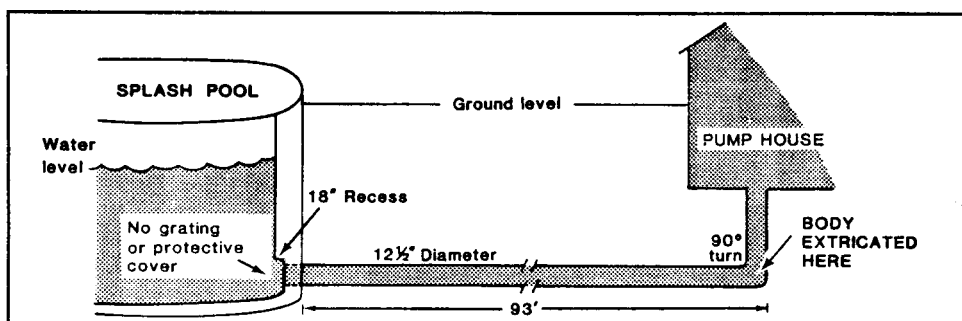 SPLASH POOL
Ground level
PUMP HOUSE
Water
level
18" Recess
No grating
or protective
cover
12½" Diameter
90°
turn
BODY
EXTRICATED
HERE
93'